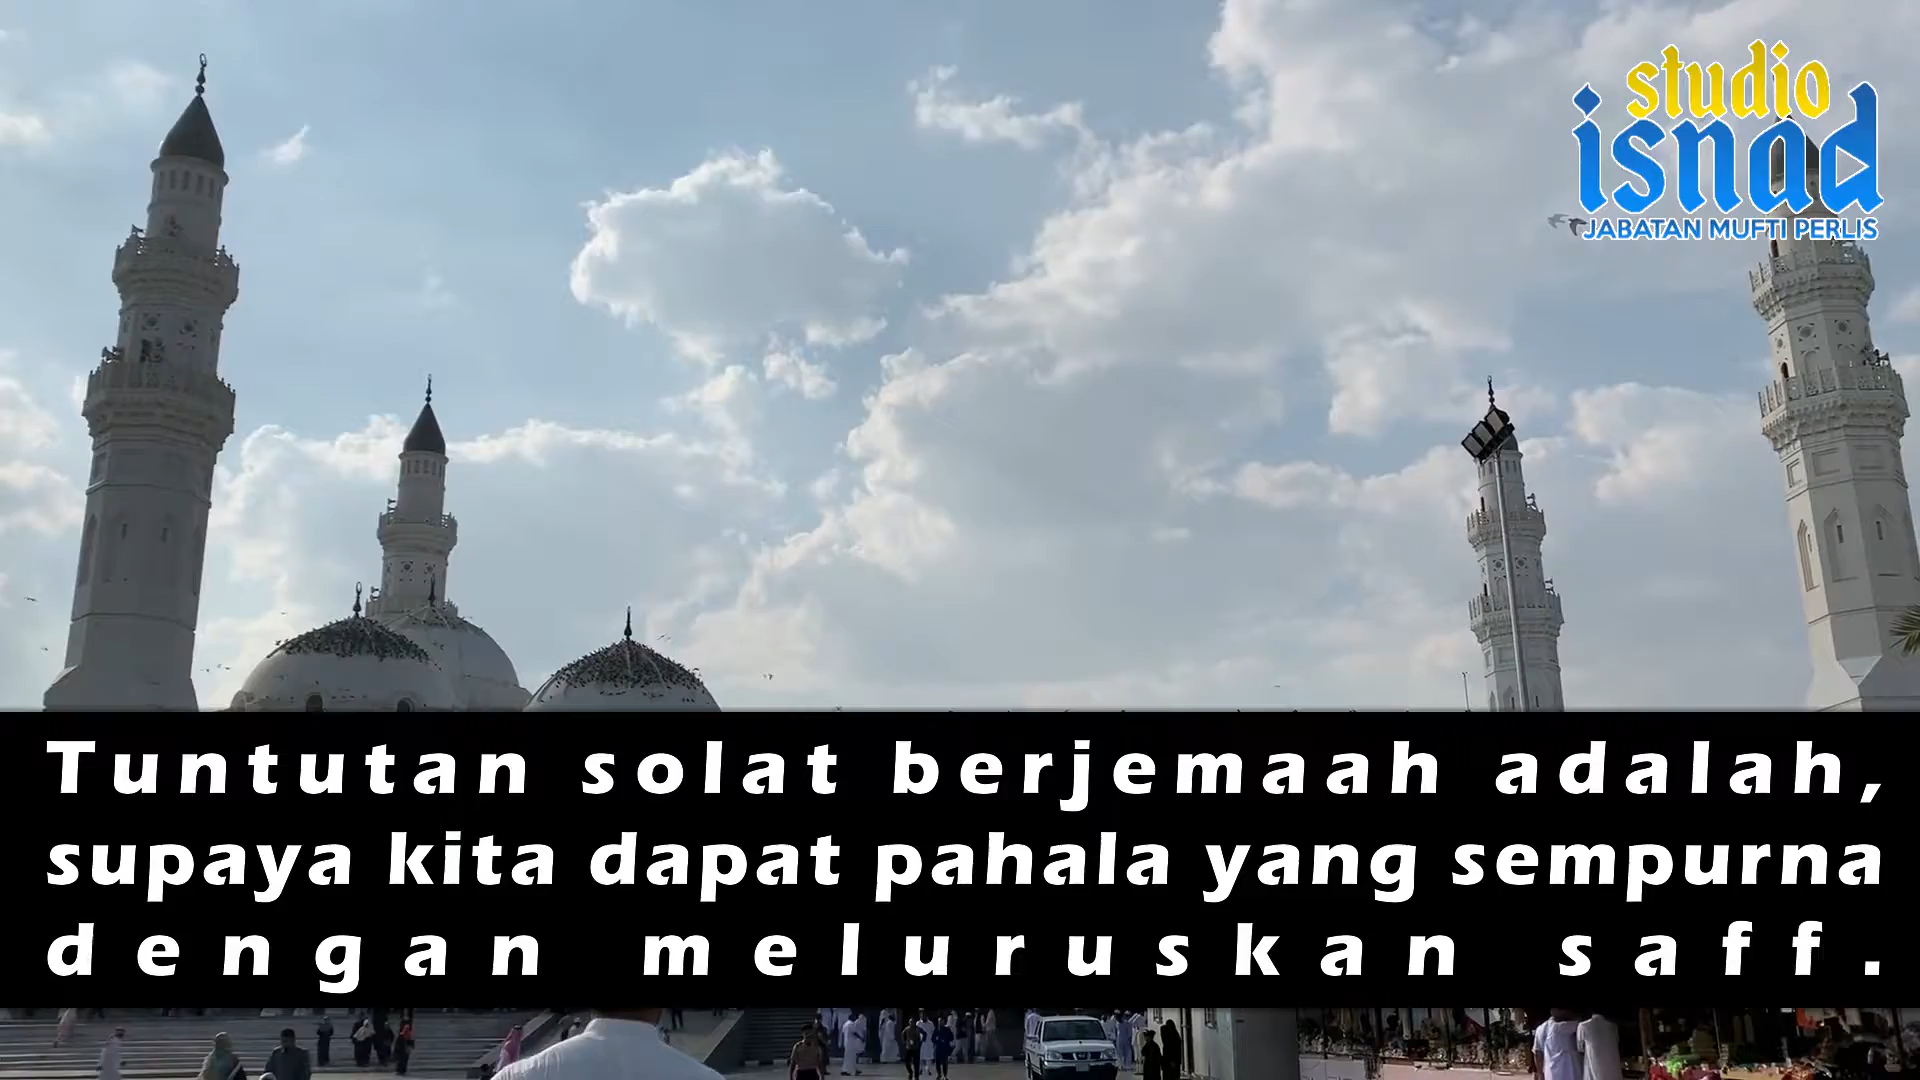 studio
isnad
JABATAN MUFTI PERLIS
Tuntutan solat berjemaah adalah,
supaya kita dapat pahala yang sempurna
dengan meluruskan saff.